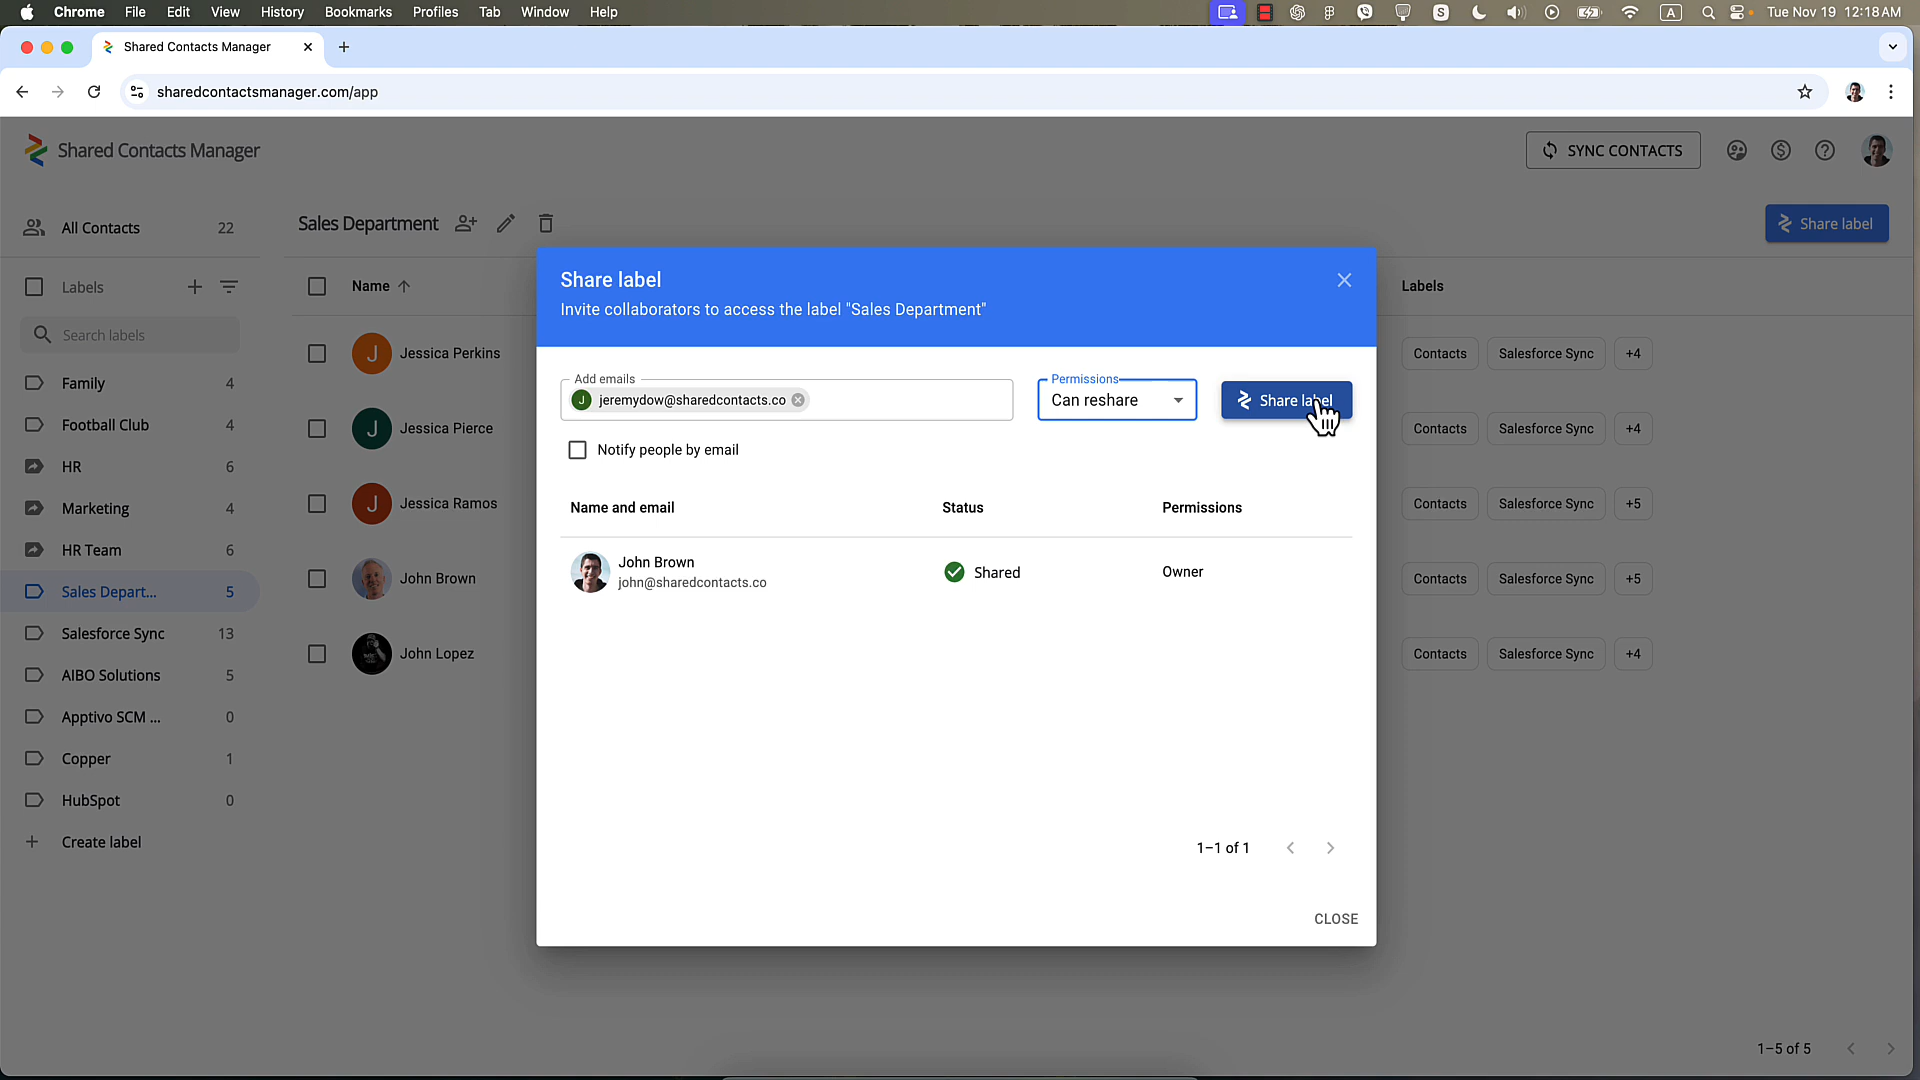 Chrome File Edit View History Bookmarks Profiles Tab Window Help S A Tue Nov 19 12:18 AM
Shared Contacts Manager
sharedcontactsmanager.com/app
Shared Contacts Manager
SYNC CONTACTS
All Contacts 22
Sales Department
Share label
Labels
Name
Labels
Search labels
Family 4
Football Club 4
HR 6
Marketing 4
HR Team 6
Sales Depart... 5
Salesforce Sync 13
AIBO Solutions 5
Apptivo SCM ... 0
Copper 1
HubSpot 0
Create label
J Jessica Perkins
Contacts Salesforce Sync +4
J Jessica Pierce
Contacts Salesforce Sync +4
J Jessica Ramos
Contacts Salesforce Sync +5
John Brown
Contacts Salesforce Sync +5
John Lopez
Contacts Salesforce Sync +4
Share label
Invite collaborators to access the label "Sales Department"
Add emails
J jeremydow@sharedcontacts.co
Permissions
Can reshare
Share label
Notify people by email
Name and email Status Permissions
John Brown
john@sharedcontacts.co
Shared
Owner
1–1 of 1
CLOSE
1–5 of 5